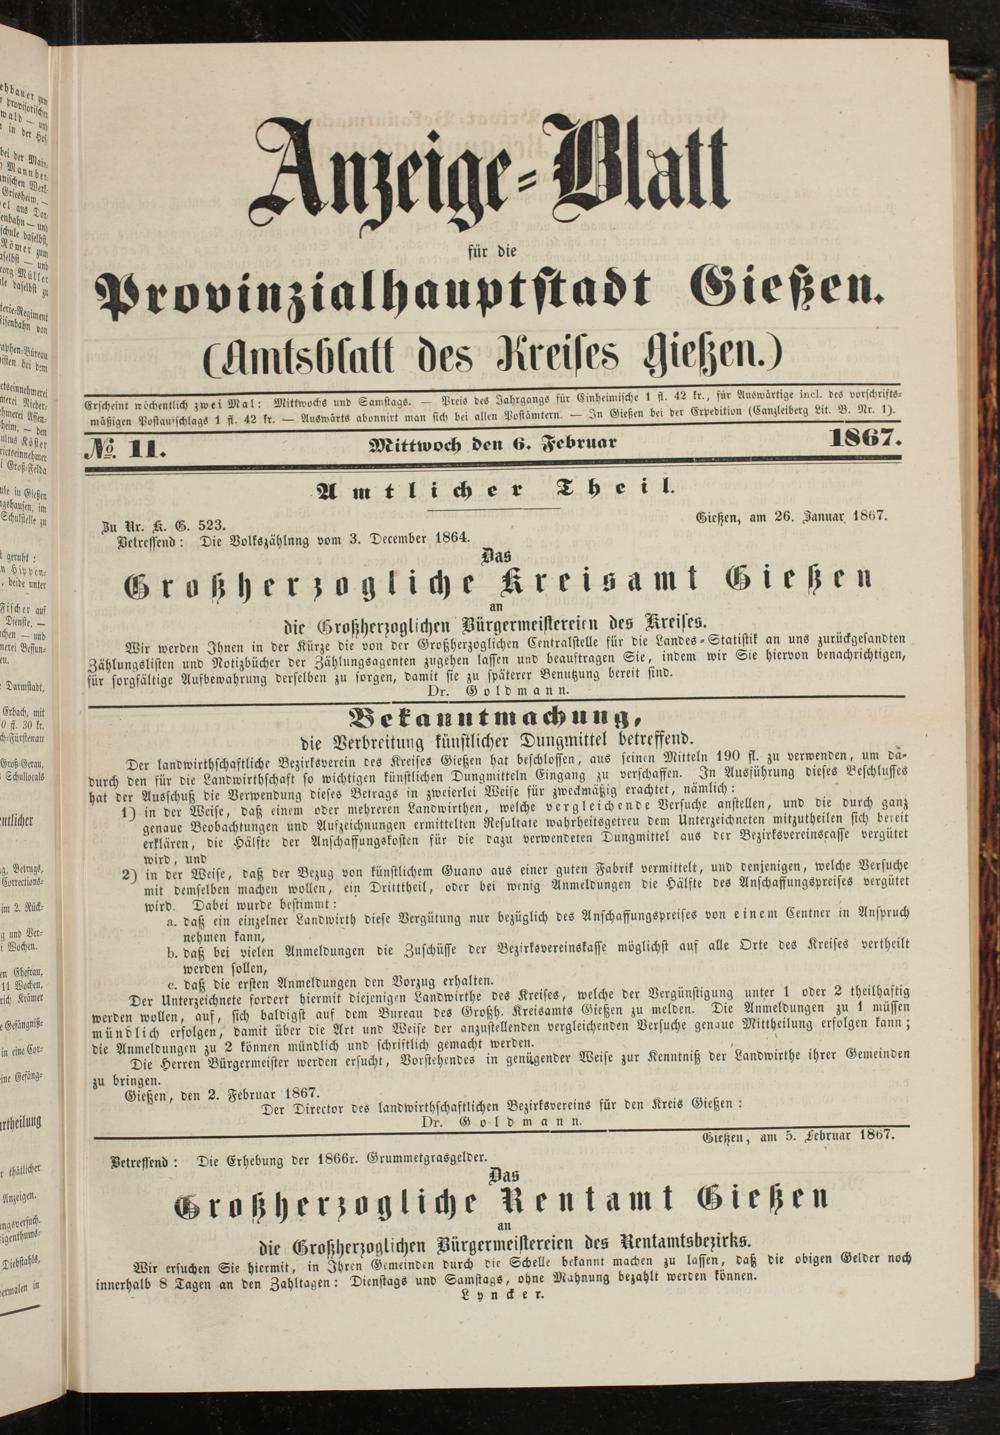 Anzeige-Blatt
für die
Provinzialhauptstadt Gießen.
(Amtsblatt des Kreises Gießen.)
Erscheint wöchentlich zwei Mal: Mittwochs und Samstags. — Preis des Jahrgangs für Einheimische 1 fl. 42 kr., für Auswärtige incl. des vorschrifts-
mäßigen Postaufschlags 1 fl. 42 kr. — Auswärts abonnirt man sich bei allen Postämtern. — In Gießen bei der Expedition (Canzleiberg Lit. B. Nr. 1).
№ 11. Mittwoch den 6. Februar 1867.
Amtlicher Theil.
Zu Nr. K. G. 523. Gießen, am 26. Januar 1867.
Betreffend: Die Volkszählung vom 3. December 1864.
Das
Großherzogliche Kreisamt Gießen
an
die Großherzoglichen Bürgermeistereien des Kreises.
Wir werden Ihnen in der Kürze die von der Großherzoglichen Centralstelle für die Landes-Statistik an uns zurückgesandten
Zählungslisten und Notizbücher der Zählungsagenten zugehen lassen und beauftragen Sie, indem wir Sie hiervon benachrichtigen,
für sorgfältige Aufbewahrung derselben zu sorgen, damit sie zu späterer Benutzung bereit sind.
Dr. Goldmann.
Bekanntmachung,
die Verbreitung künstlicher Dungmittel betreffend.
Der landwirthschaftliche Bezirksverein des Kreises Gießen hat beschlossen, aus seinen Mitteln 190 fl. zu verwenden, um da-
durch den für die Landwirthschaft so wichtigen künstlichen Dungmitteln Eingang zu verschaffen. In Ausführung dieses Beschlusses
hat der Ausschuß die Verwendung dieses Betrags in zweierlei Weise für zweckmäßig erachtet, nämlich:
1) in der Weise, daß einem oder mehreren Landwirthen, welche vergleichende Versuche anstellen, und die durch ganz
genaue Beobachtungen und Aufzeichnungen ermittelten Resultate wahrheitsgetreu dem Unterzeichneten mitzutheilen sich bereit
erklären, die Hälfte der Anschaffungskosten für die dazu verwendeten Dungmittel aus der Bezirksvereinscasse vergütet
wird, und
2) in der Weise, daß der Bezug von künstlichem Guano aus einer guten Fabrik vermittelt, und denjenigen, welche Versuche
mit demselben machen wollen, ein Dritttheil, oder bei wenig Anmeldungen die Hälfte des Anschaffungspreises vergütet
wird. Dabei wurde bestimmt:
a. daß ein einzelner Landwirth diese Vergütung nur bezüglich des Anschaffungspreises von einem Centner in Anspruch
nehmen kann,
b. daß bei vielen Anmeldungen die Zuschüsse der Bezirksvereinskasse möglichst auf alle Orte des Kreises vertheilt
werden sollen,
c. daß die ersten Anmeldungen den Vorzug erhalten.
Der Unterzeichnete fordert hiermit diejenigen Landwirthe des Kreises, welche der Vergünstigung unter 1 oder 2 theilhaftig
werden wollen, auf, sich baldigst auf dem Bureau des Großh. Kreisamts Gießen zu melden. Die Anmeldungen zu 1 müssen
mündlich erfolgen, damit über die Art und Weise der anzustellenden vergleichenden Versuche genaue Mittheilung erfolgen kann;
die Anmeldungen zu 2 können mündlich und schriftlich gemacht werden.
Die Herren Bürgermeister werden ersucht, Vorstehendes in genügender Weise zur Kenntniß der Landwirthe ihrer Gemeinden
zu bringen.
Gießen, den 2. Februar 1867.
Der Director des landwirthschaftlichen Bezirksvereins für den Kreis Gießen:
Dr. Goldmann.
Gießen, am 5. Februar 1867.
Betreffend: Die Erhebung der 1866r. Grummetgrasgelder.
Das
Großherzogliche Rentamt Gießen
an
die Großherzoglichen Bürgermeistereien des Rentamtsbezirks.
Wir ersuchen Sie hiermit, in Ihren Gemeinden durch die Schelle bekannt machen zu lassen, daß die obigen Gelder noch
innerhalb 8 Tagen an den Zahltagen: Dienstags und Samstags, ohne Mahnung bezahlt werden können.
Lyncker.